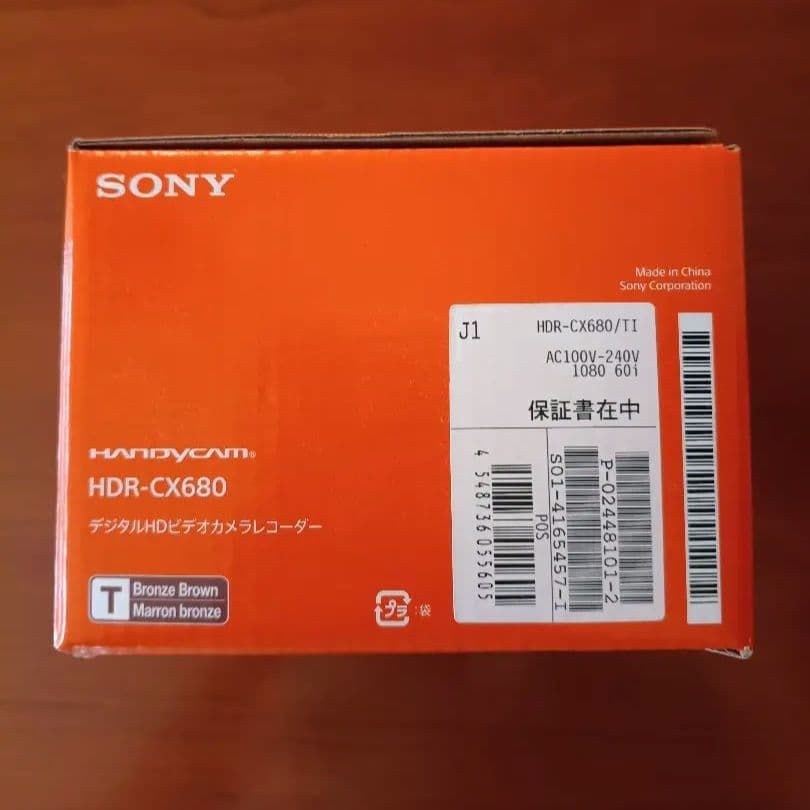 SONY
Made in China
Sony Corporation
J1
HDR-CX680/TI
AC100V-240V
1080 60i
保証書在中
HANDYCAM®
HDR-CX680
デジタルHDビデオカメラレコーダー
T
Bronze Brown
Marron bronze
プラ:袋
4 548736 055605
POS
S01-4165457-I
P-02448101-2